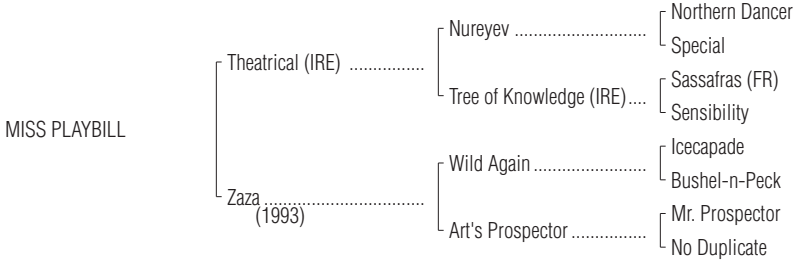 Northern Dancer
Nureyev ............................
Special
Theatrical (IRE) ................
Sassafras (FR)
Tree of Knowledge (IRE)....
Sensibility
MISS PLAYBILL
Icecapade
Wild Again ........................
Bushel-n-Peck
Zaza ..................................
(1993)
Mr. Prospector
Art's Prospector ................
No Duplicate